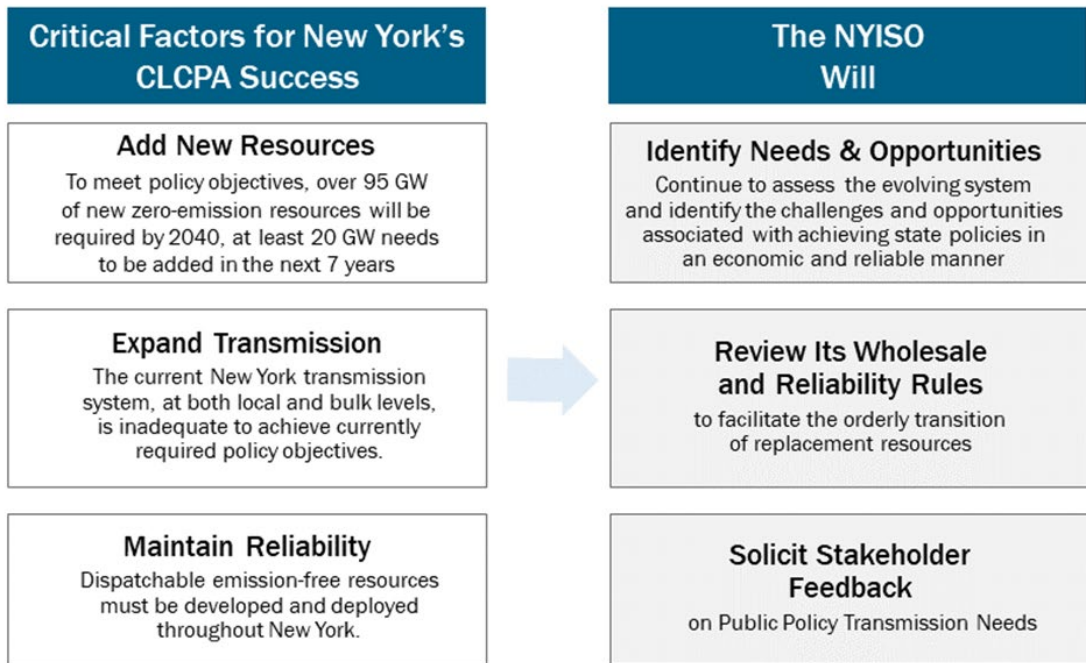 Critical Factors for New York's
CLCPA Success
Add New Resources
To meet policy objectives, over 95 GW
of new zero-emission resources will be
required by 2040, at least 20 GW needs
to be added in the next 7 years
Expand Transmission
The current New York transmission
system, at both local and bulk levels,
is inadequate to achieve currently
required policy objectives.
Maintain Reliability
Dispatchable emission-free resources
must be developed and deployed
throughout New York.
The NYISO
Will
Identify Needs & Opportunities
Continue to assess the evolving system
and identify the challenges and opportunities
associated with achieving state policies in
an economic and reliable manner
Review Its Wholesale
and Reliability Rules
to facilitate the orderly transition
of replacement resources
Solicit Stakeholder
Feedback
on Public Policy Transmission Needs